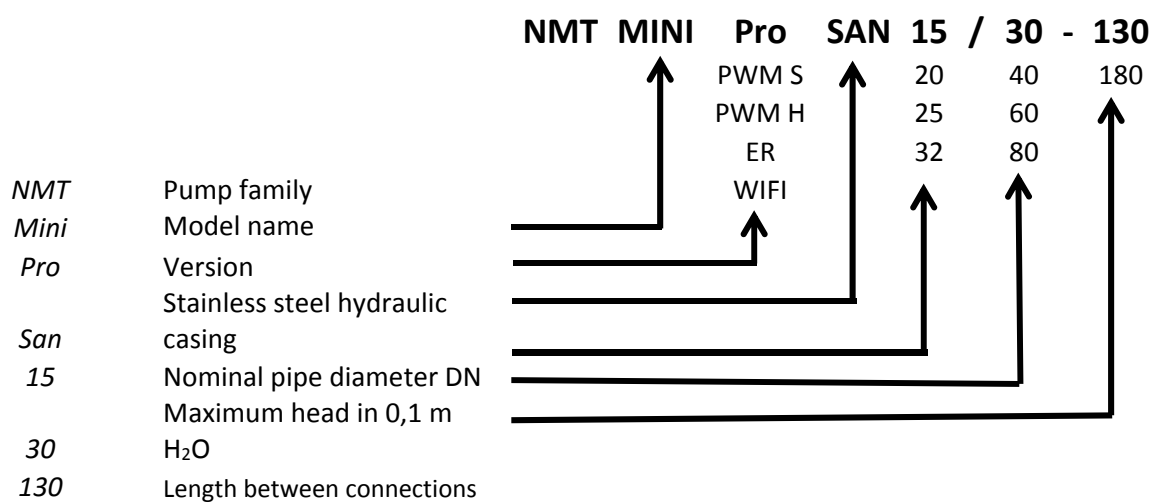 NMT MINI Pro SAN 15 / 30 - 130
PWM S 20 40 180
PWM H 25 60
ER 32 80
NMT Pump family WIFI
Mini Model name
Pro Version
Stainless steel hydraulic
San casing
15 Nominal pipe diameter DN
Maximum head in 0,1 m
30 H₂O
130 Length between connections